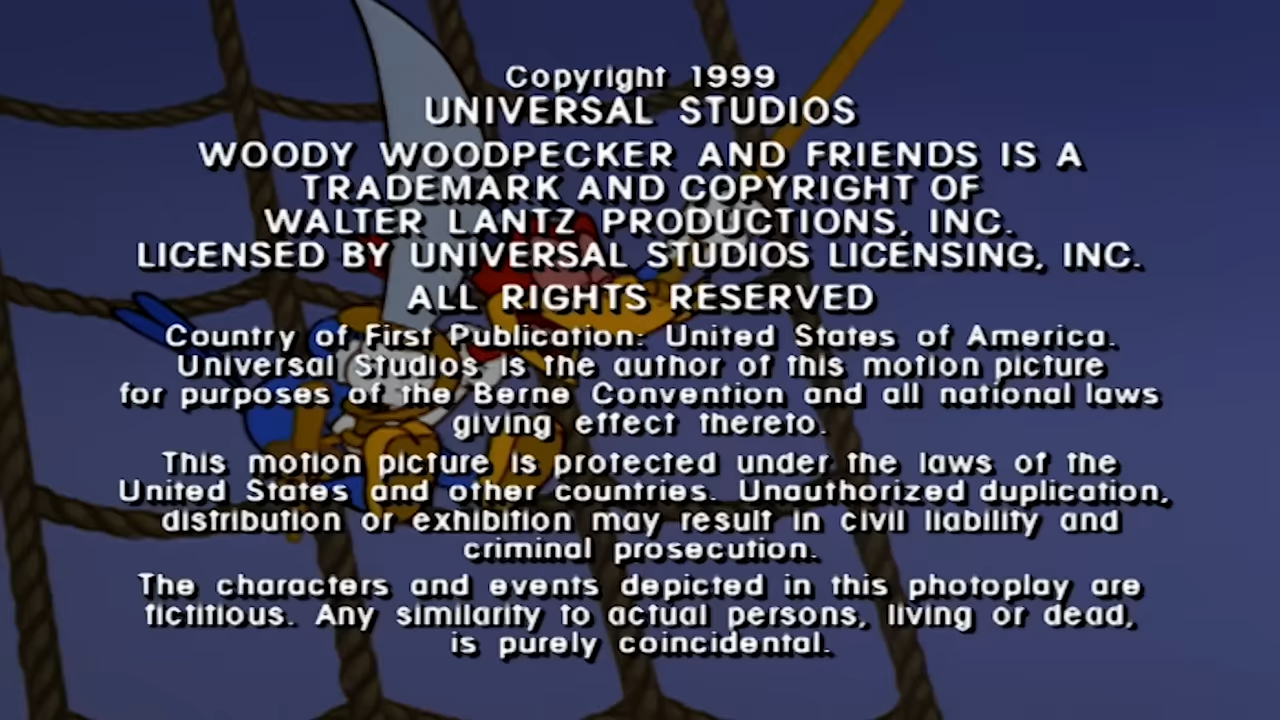 Copyright 1999
UNIVERSAL STUDIOS
WOODY WOODPECKER AND FRIENDS IS A
TRADEMARK AND COPYRIGHT OF
WALTER LANTZ PRODUCTIONS, INC.
LICENSED BY UNIVERSAL STUDIOS LICENSING, INC.
ALL RIGHTS RESERVED
Country of First Publication: United States of America.
Universal Studios is the author of this motion picture
for purposes of the Berne Convention and all national laws
giving effect thereto.
This motion picture is protected under the laws of the
United States and other countries. Unauthorized duplication,
distribution or exhibition may result in civil liability and
criminal prosecution.
The characters and events depicted in this photoplay are
fictitious. Any similarity to actual persons, living or dead,
is purely coincidental.